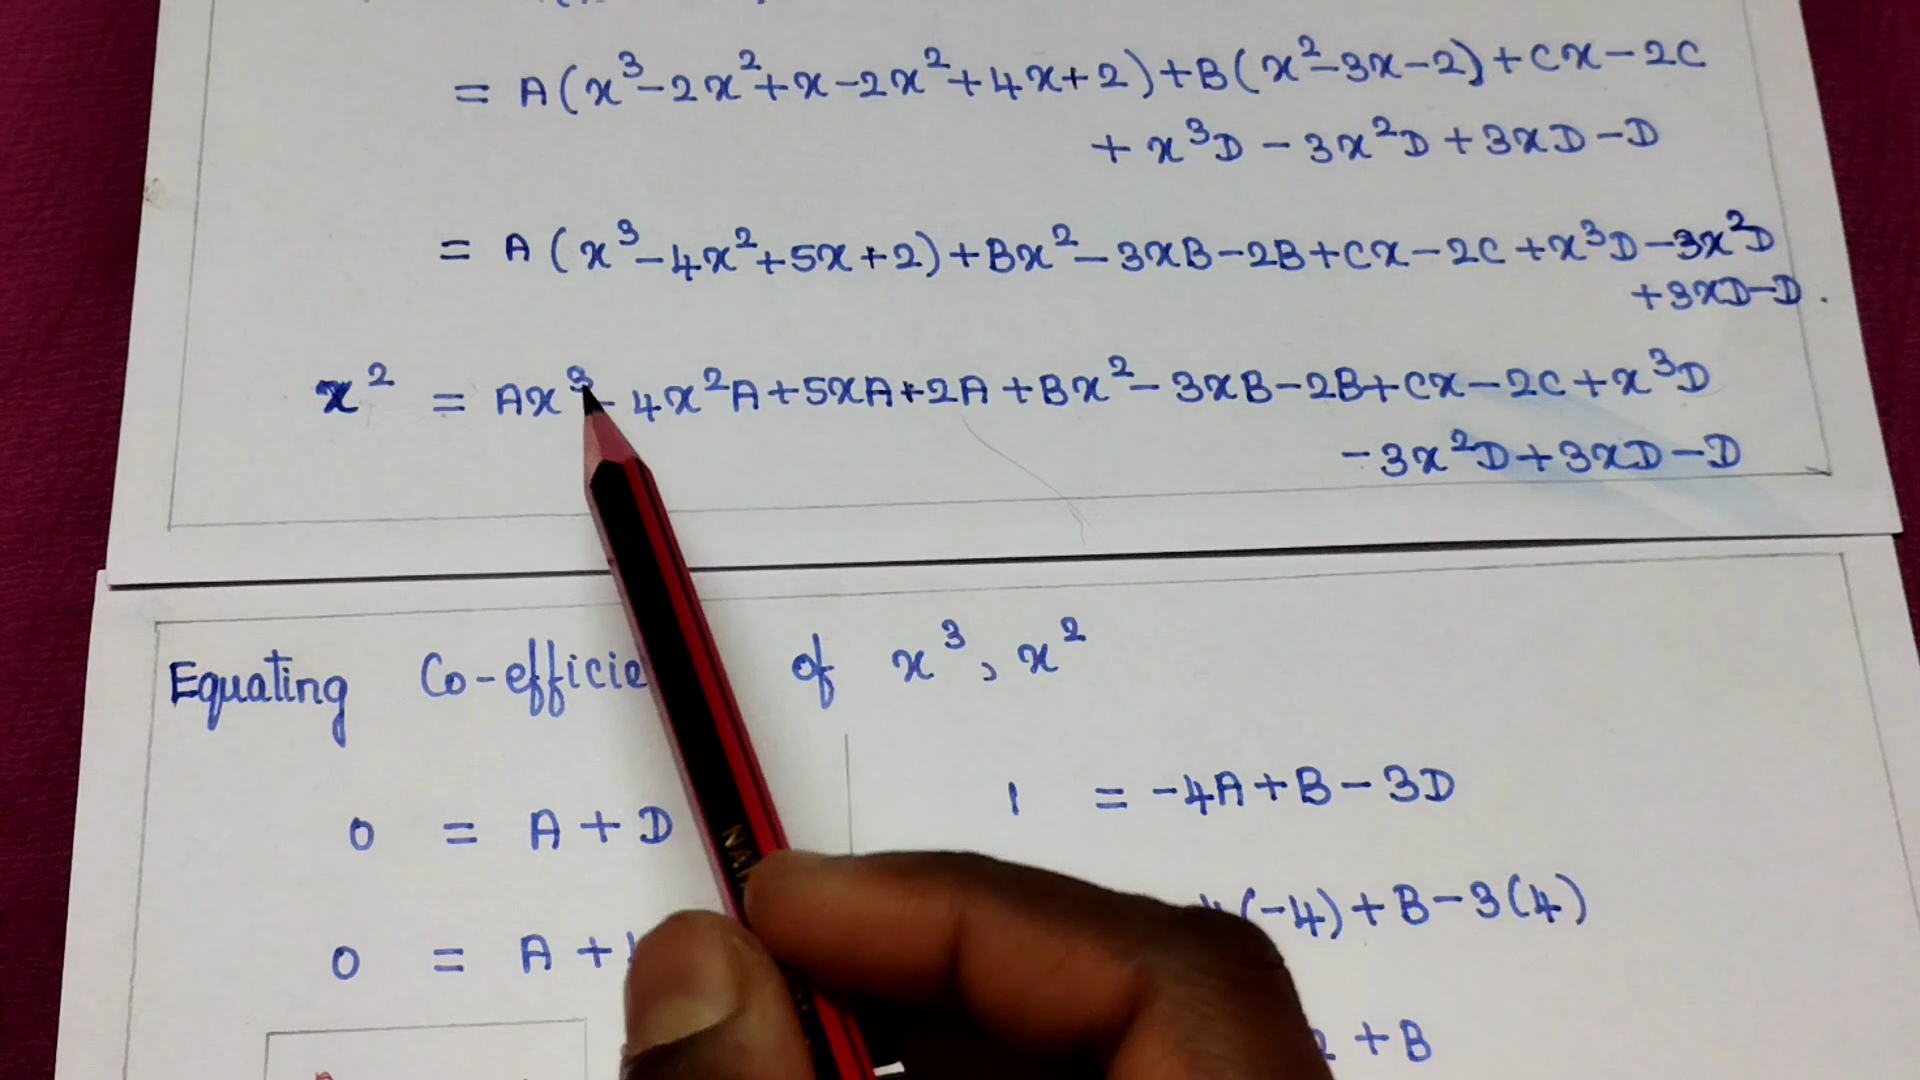 = A(x³-2x²+x-2x²+4x+2)+B(x²-3x-2)+Cx-2C
+x³D-3x²D+3xD-D
= A(x³-4x²+5x+2)+Bx²-3xB-2B+Cx-2C+x³D-3x²D
+3xD-D.
x² = Ax³-4x²A+5xA+2A+Bx²-3xB-2B+Cx-2C+x³D
-3x²D+3xD-D
Equating of x³, x²
0 = A+D
1 = -4A+B-3D
(-4)+B-3(4)
0 = A+
+B